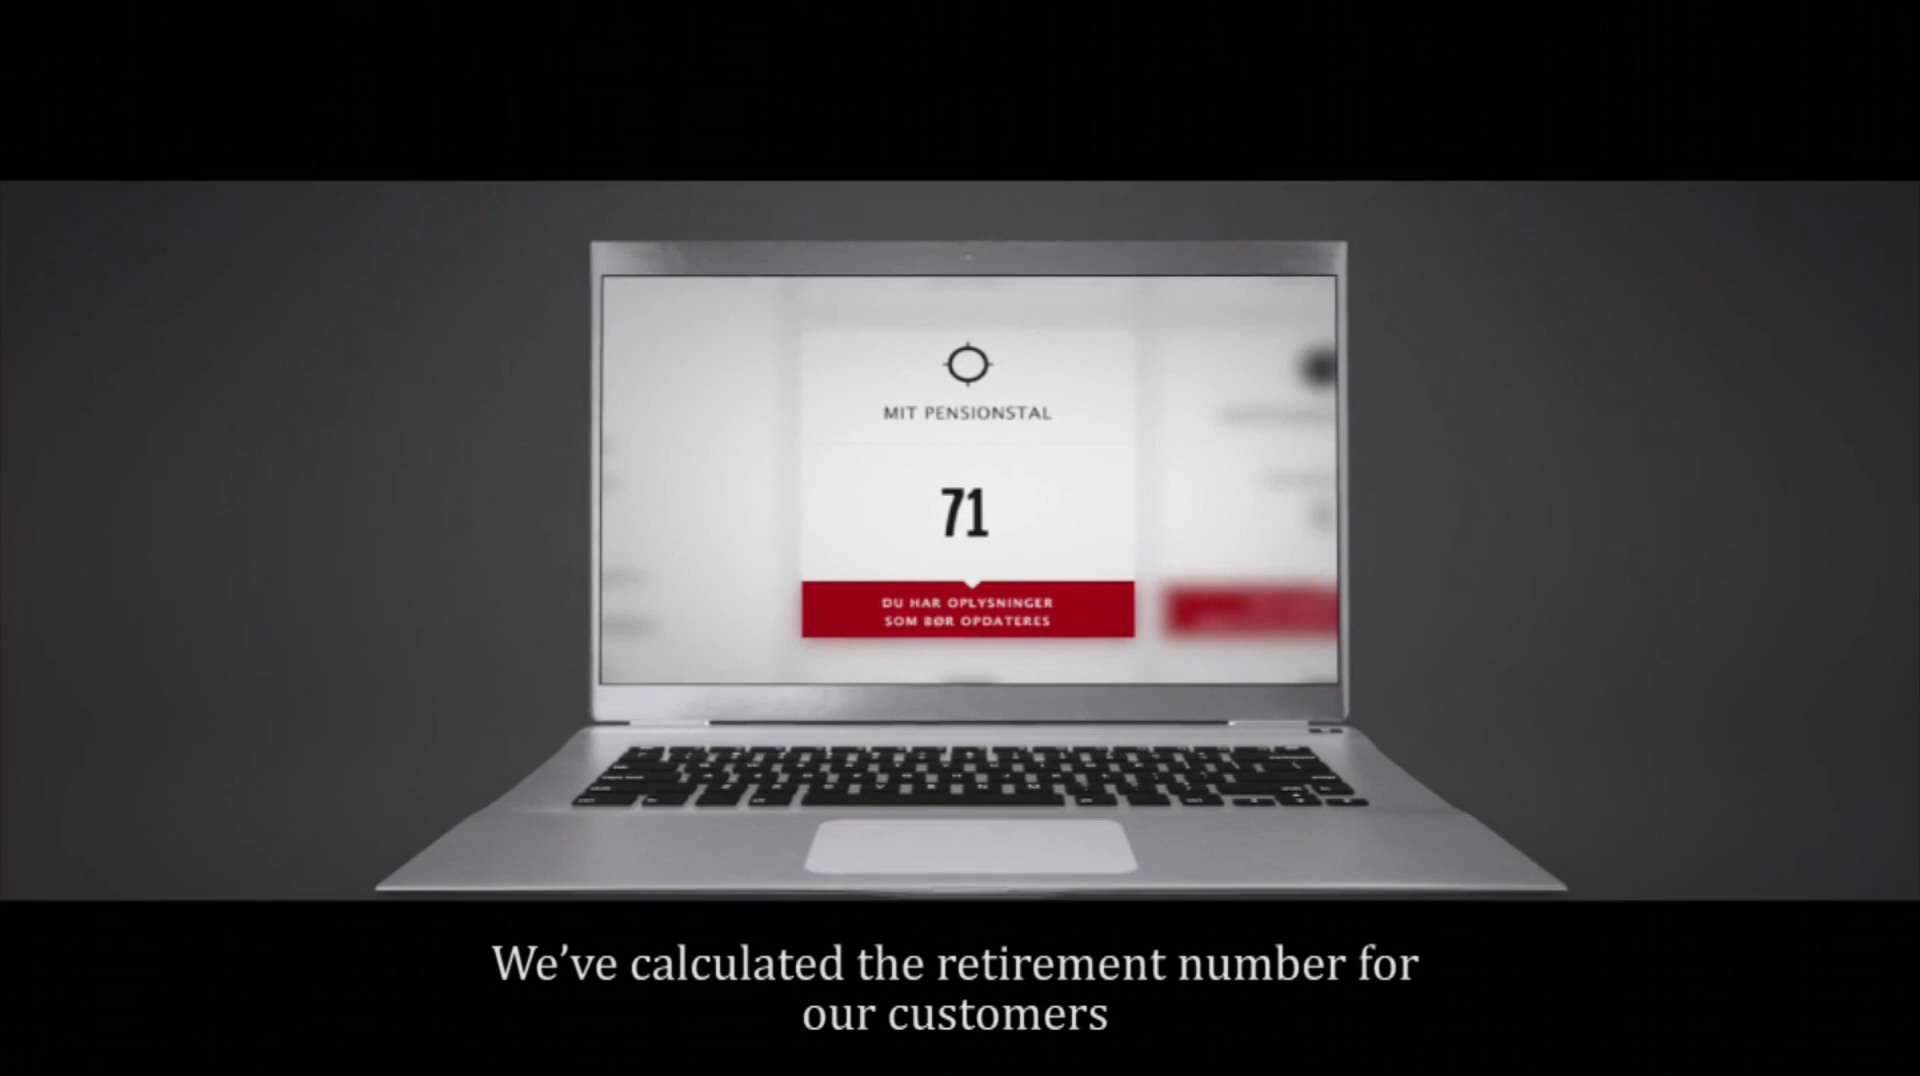 MIT PENSIONSTAL
71
DU HAR OPLYSNINGER
SOM BØR OPDATERES
We’ve calculated the retirement number for
our customers